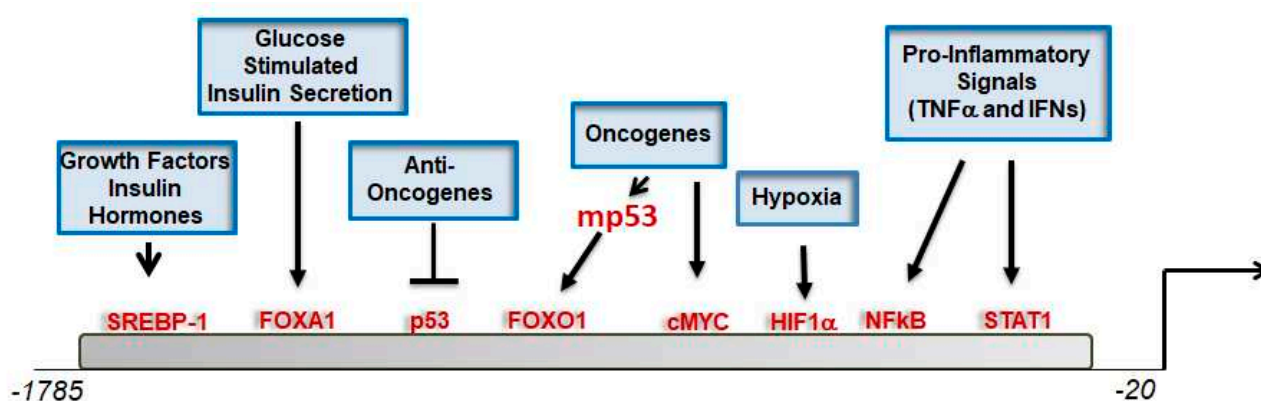 Glucose
Stimulated
Insulin Secretion
Pro-Inflammatory
Signals
(TNFα and IFNs)
Oncogenes
Growth Factors
Insulin
Hormones
Anti-
Oncogenes
Hypoxia
mp53
SREBP-1
FOXA1
p53
FOXO1
cMYC
HIF1α
NFkB
STAT1
-1785
-20